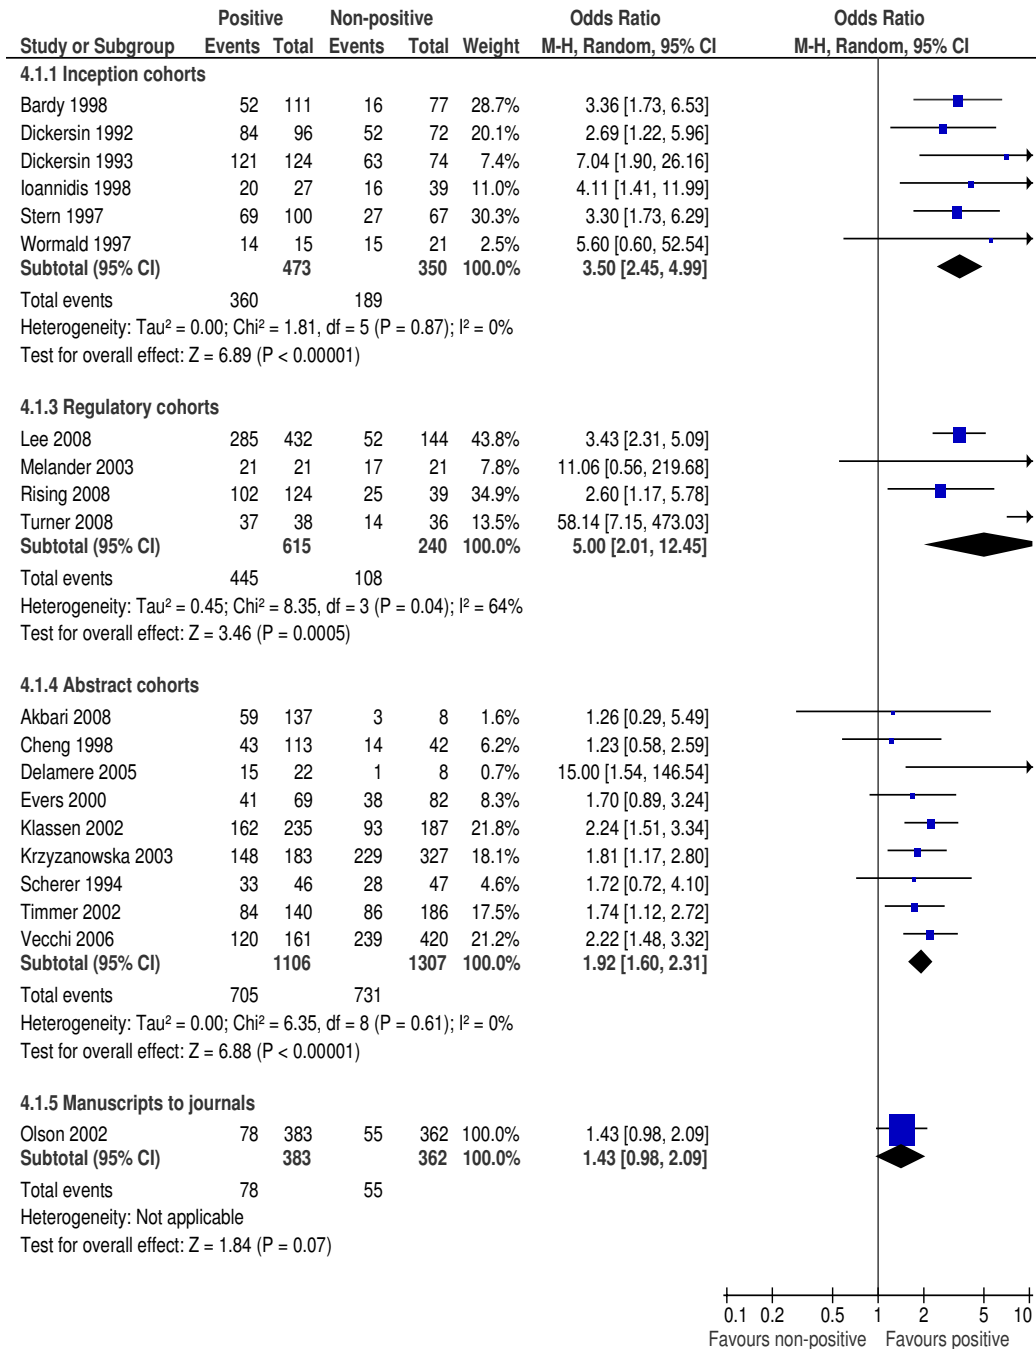 Positive Non-positive Odds Ratio Odds Ratio
Study or Subgroup Events Total Events Total Weight M-H, Random, 95% CI M-H, Random, 95% CI
4.1.1 Inception cohorts
Bardy 1998 52 111 16 77 28.7% 3.36 [1.73, 6.53]
Dickersin 1992 84 96 52 72 20.1% 2.69 [1.22, 5.96]
Dickersin 1993 121 124 63 74 7.4% 7.04 [1.90, 26.16]
Ioannidis 1998 20 27 16 39 11.0% 4.11 [1.41, 11.99]
Stern 1997 69 100 27 67 30.3% 3.30 [1.73, 6.29]
Wormald 1997 14 15 15 21 2.5% 5.60 [0.60, 52.54]
Subtotal (95% CI) 473 350 100.0% 3.50 [2.45, 4.99]
Total events 360 189
Heterogeneity: Tau² = 0.00; Chi² = 1.81, df = 5 (P = 0.87); I² = 0%
Test for overall effect: Z = 6.89 (P < 0.00001)
4.1.3 Regulatory cohorts
Lee 2008 285 432 52 144 43.8% 3.43 [2.31, 5.09]
Melander 2003 21 21 17 21 7.8% 11.06 [0.56, 219.68]
Rising 2008 102 124 25 39 34.9% 2.60 [1.17, 5.78]
Turner 2008 37 38 14 36 13.5% 58.14 [7.15, 473.03]
Subtotal (95% CI) 615 240 100.0% 5.00 [2.01, 12.45]
Total events 445 108
Heterogeneity: Tau² = 0.45; Chi² = 8.35, df = 3 (P = 0.04); I² = 64%
Test for overall effect: Z = 3.46 (P = 0.0005)
4.1.4 Abstract cohorts
Akbari 2008 59 137 3 8 1.6% 1.26 [0.29, 5.49]
Cheng 1998 43 113 14 42 6.2% 1.23 [0.58, 2.59]
Delamere 2005 15 22 1 8 0.7% 15.00 [1.54, 146.54]
Evers 2000 41 69 38 82 8.3% 1.70 [0.89, 3.24]
Klassen 2002 162 235 93 187 21.8% 2.24 [1.51, 3.34]
Krzyzanowska 2003 148 183 229 327 18.1% 1.81 [1.17, 2.80]
Scherer 1994 33 46 28 47 4.6% 1.72 [0.72, 4.10]
Timmer 2002 84 140 86 186 17.5% 1.74 [1.12, 2.72]
Vecchi 2006 120 161 239 420 21.2% 2.22 [1.48, 3.32]
Subtotal (95% CI) 1106 1307 100.0% 1.92 [1.60, 2.31]
Total events 705 731
Heterogeneity: Tau² = 0.00; Chi² = 6.35, df = 8 (P = 0.61); I² = 0%
Test for overall effect: Z = 6.88 (P < 0.00001)
4.1.5 Manuscripts to journals
Olson 2002 78 383 55 362 100.0% 1.43 [0.98, 2.09]
Subtotal (95% CI) 383 362 100.0% 1.43 [0.98, 2.09]
Total events 78 55
Heterogeneity: Not applicable
Test for overall effect: Z = 1.84 (P = 0.07)
0.1 0.2 0.5 1 2 5 10
Favours non-positive Favours positive